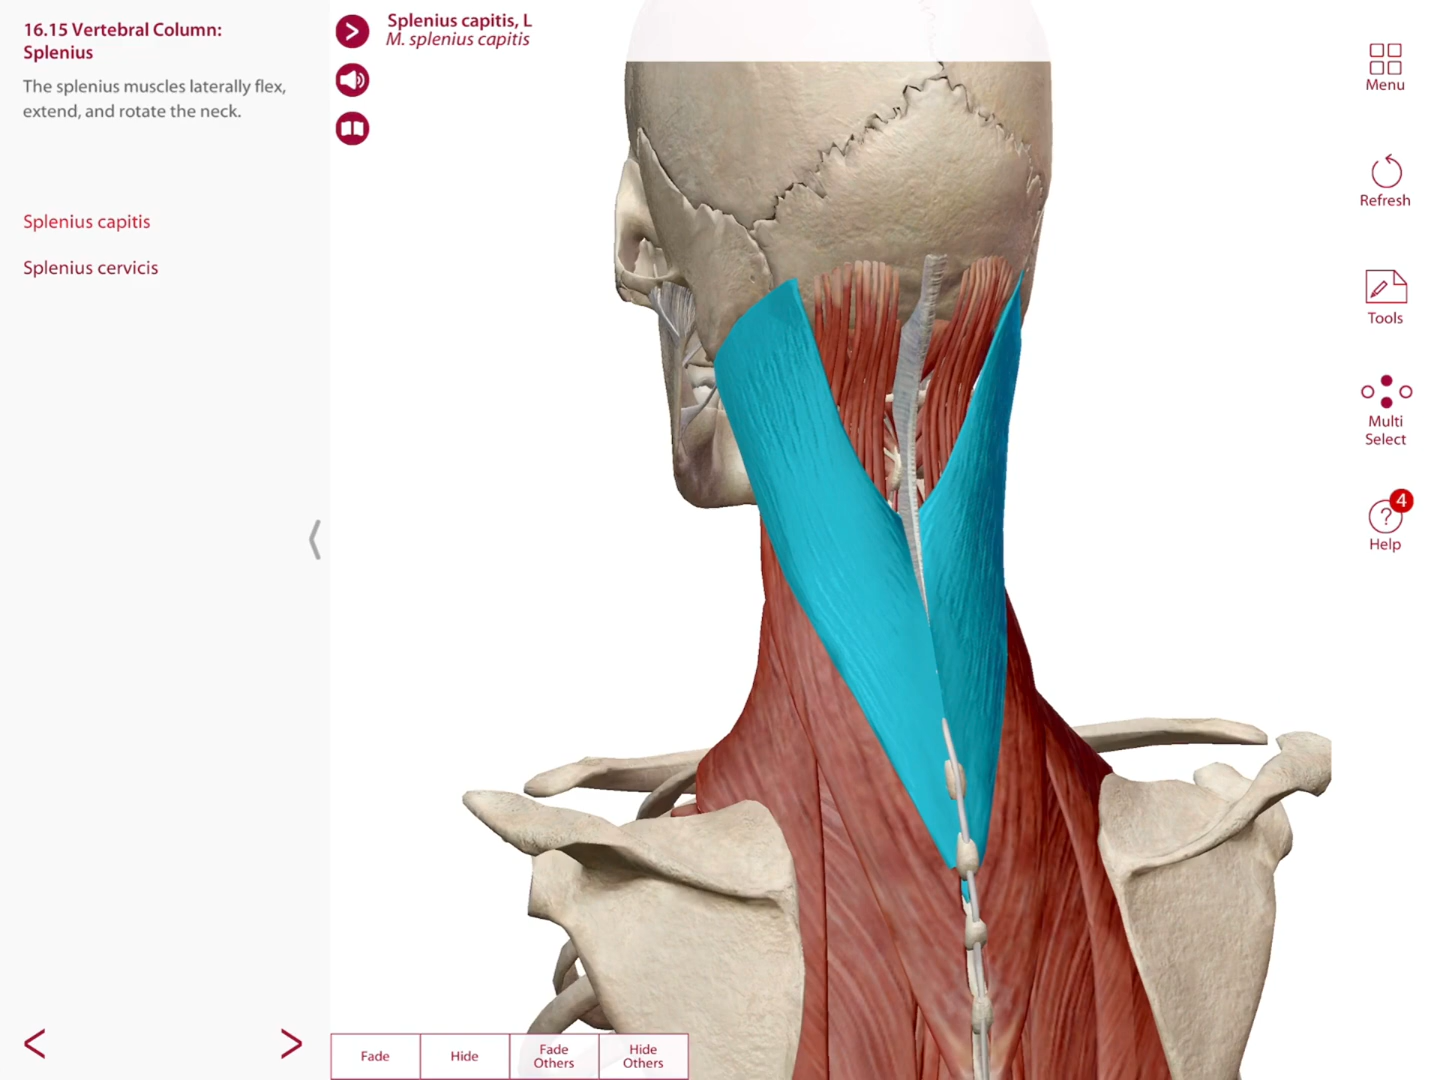 16.15 Vertebral Column:
Splenius
The splenius muscles laterally flex,
extend, and rotate the neck.
Splenius capitis
Splenius cervicis
Splenius capitis, L
M. splenius capitis
Menu
Refresh
Tools
Multi
Select
4
?
Help
<
>
>
Fade
Hide
Fade
Others
Hide
Others